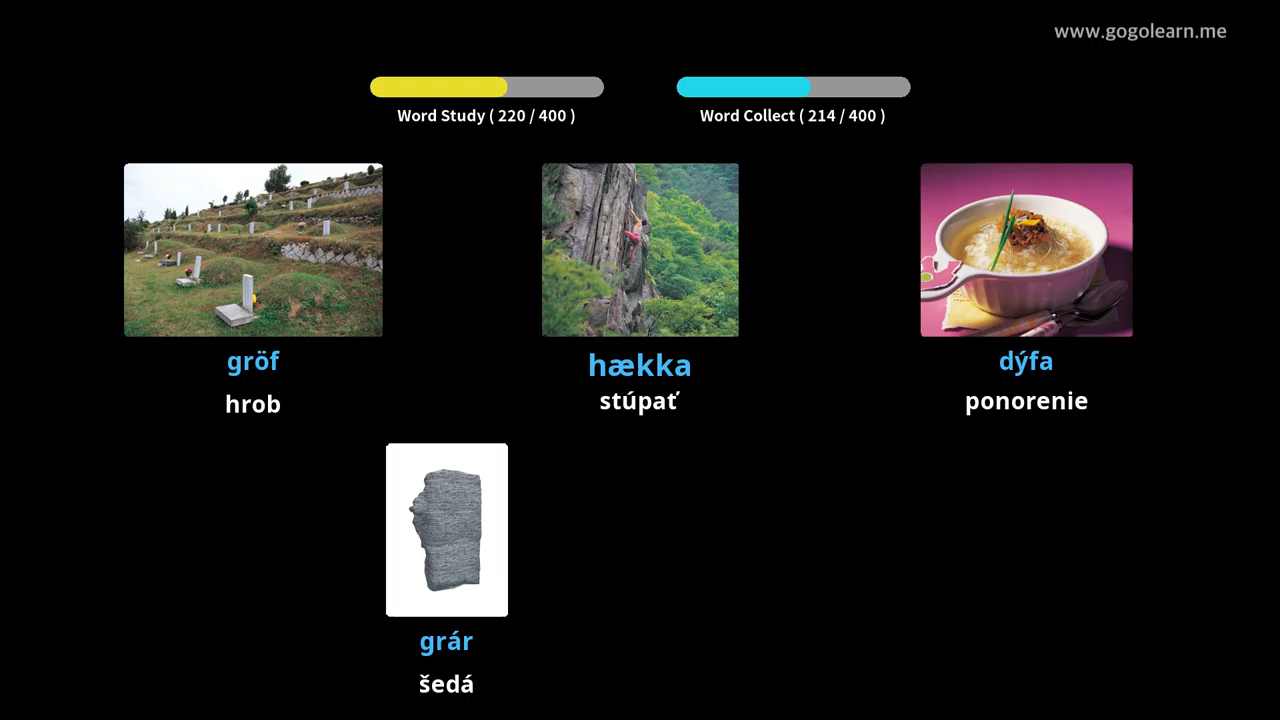 www.gogolearn.me
Word Study ( 220 / 400 )
Word Collect ( 214 / 400 )
gröf
hrob
hækka
stúpať
dýfa
ponorenie
grár
šedá